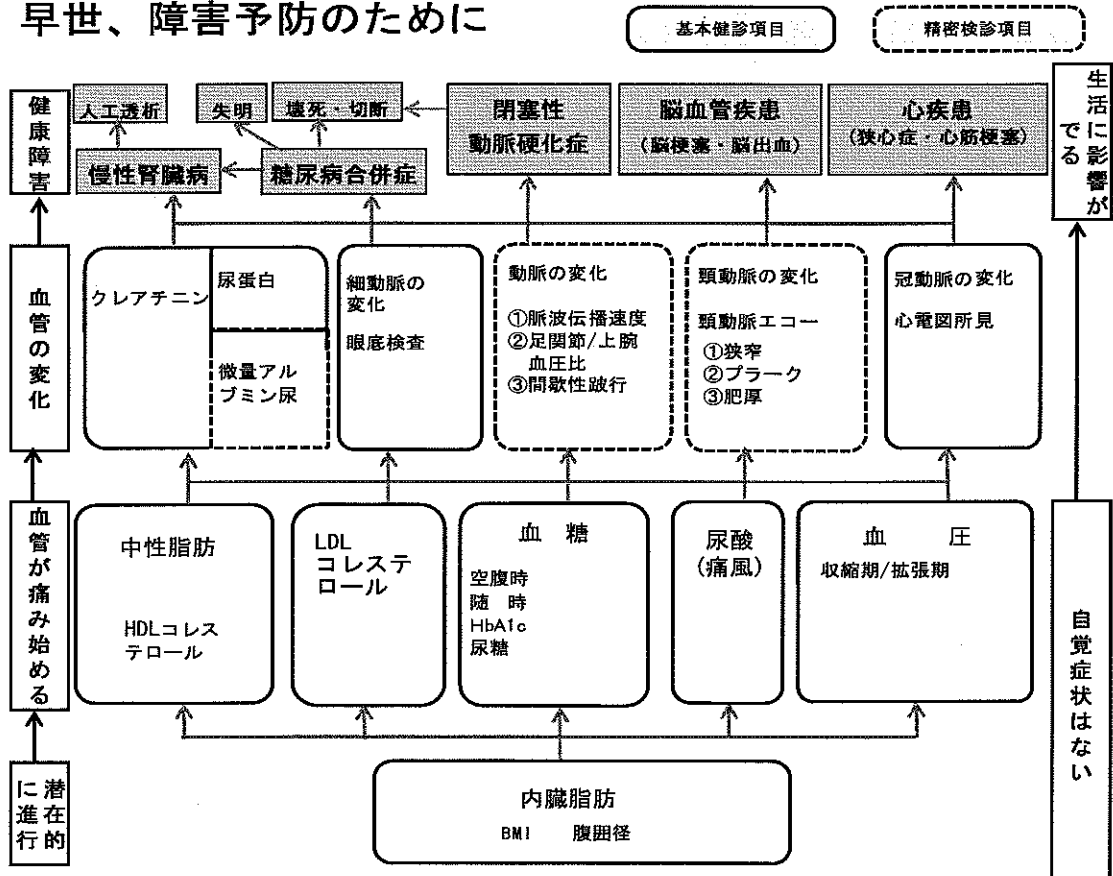 早世、障害予防のために
基本健診項目
精密検診項目
健康障害
人工透析
失明
壊死・切断
慢性腎臓病
糖尿病合併症
閉塞性
動脈硬化症
脳血管疾患
(脳梗塞・脳出血)
心疾患
(狭心症・心筋梗塞)
生活に影響が
でる
血管の変化
クレアチニン
尿蛋白
微量アル
ブミン尿
細動脈の
変化
眼底検査
動脈の変化
①脈波伝播速度
②足関節/上腕
血圧比
③間歇性跛行
頸動脈の変化
頸動脈エコー
①狭窄
②プラーク
③肥厚
冠動脈の変化
心電図所見
血管が痛み始める
中性脂肪
HDLコレス
テロール
LDL
コレステ
ロール
血 糖
空腹時
随 時
HbA1c
尿糖
尿酸
(痛風)
血 圧
収縮期/拡張期
自覚症状はない
潜在的
に進行
内臓脂肪
BMI 腹囲径